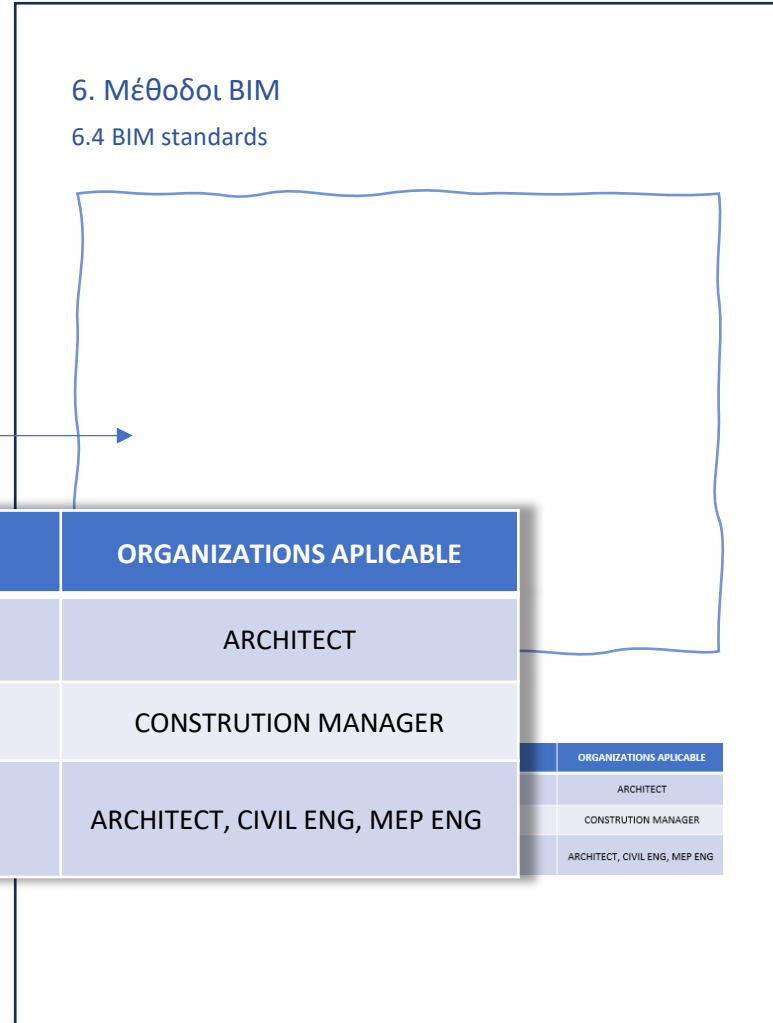 6. Μέθοδοι BIM
6.4 BIM standards
ORGANIZATIONS APLICABLE
ARCHITECT
CONSTRUTION MANAGER
ARCHITECT, CIVIL ENG, MEP ENG
ORGANIZATIONS APLICABLE
ARCHITECT
CONSTRUTION MANAGER
ARCHITECT, CIVIL ENG, MEP ENG